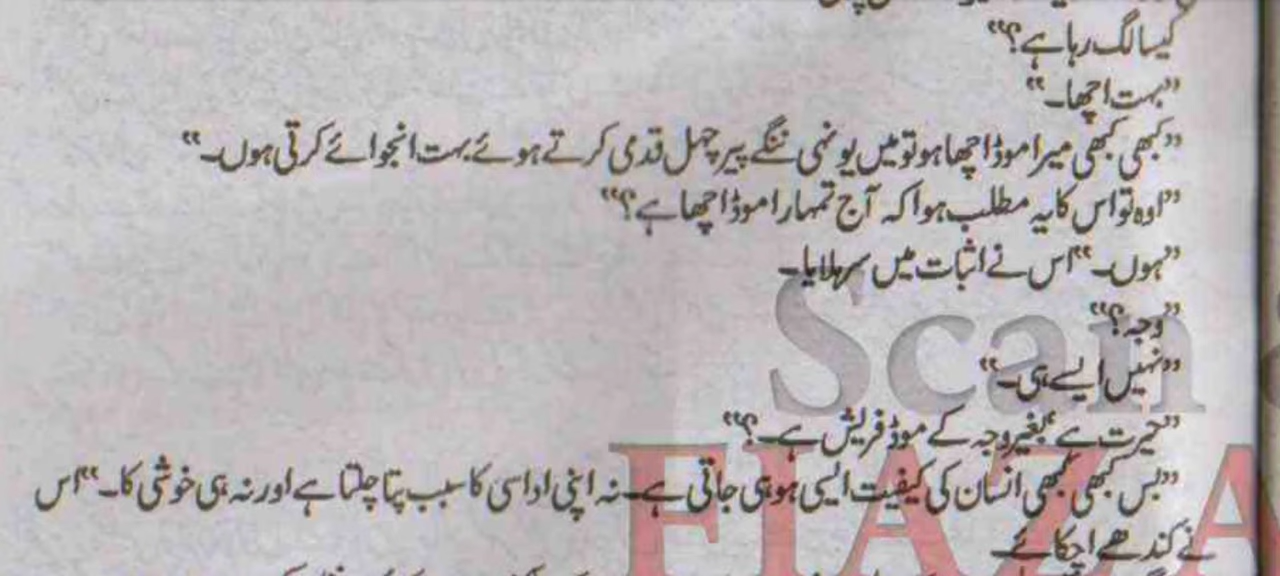 کیسا لگ رہا ہے؟“
”بہت اچھا۔“
”کبھی کبھی میرا موڈ اچھا ہو تو میں یونہی ننگے پیر چہل قدمی کرتے ہوئے بہت انجوائے کرتی ہوں۔“
”اوہ تو اس کا یہ مطلب ہوا کہ آج تمہارا موڈ اچھا ہے؟“
”ہوں۔“ اس نے اثبات میں سر ہلایا۔
”وجہ؟“
”نہیں ایسے ہی۔“
”حیرت ہے‘ بغیر وجہ کے موڈ فریش ہے۔؟“
”بس کبھی کبھی انسان کی کیفیت ایسی ہو ہی جاتی ہے۔ نہ اپنی اداسی کا سبب پتا چلتا ہے اور نہ ہی خوشی کا۔“ اس
نے کندھے اچکائے۔
Scan
FIAZA